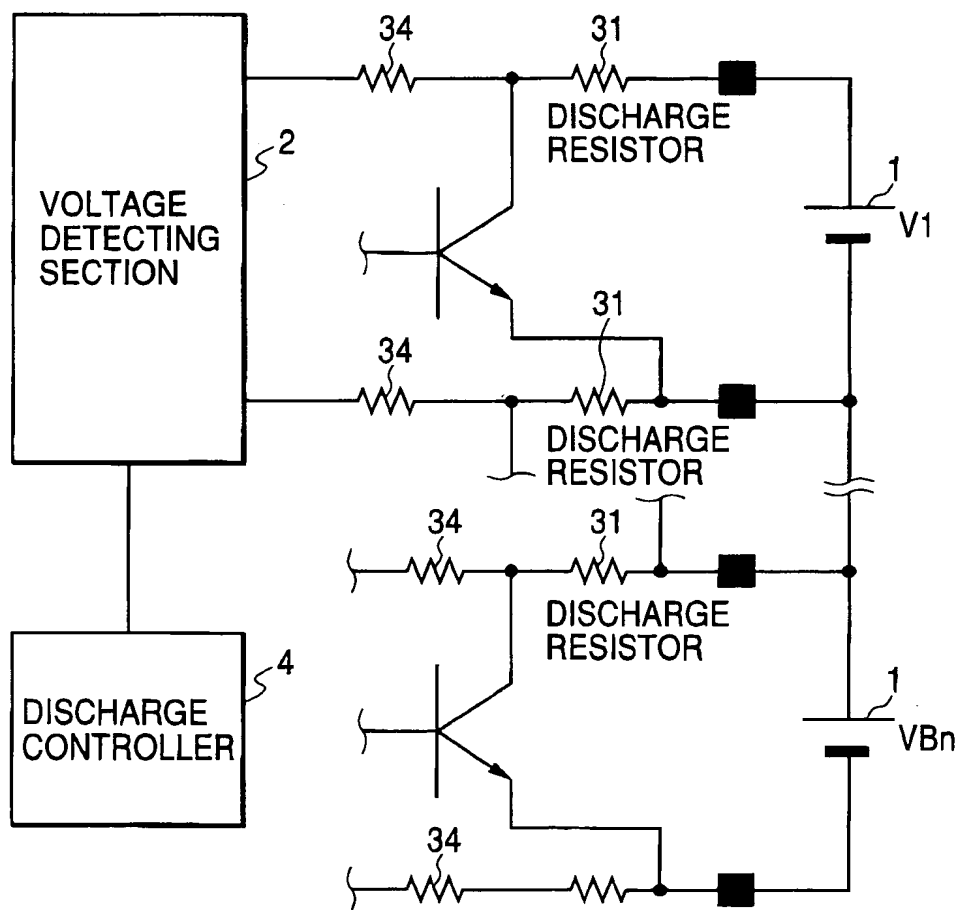 34
31
DISCHARGE
RESISTOR
2
1
VOLTAGE
DETECTING
SECTION
V1
31
34
DISCHARGE
RESISTOR
34
31
DISCHARGE
RESISTOR
4
1
DISCHARGE
CONTROLLER
VBn
34